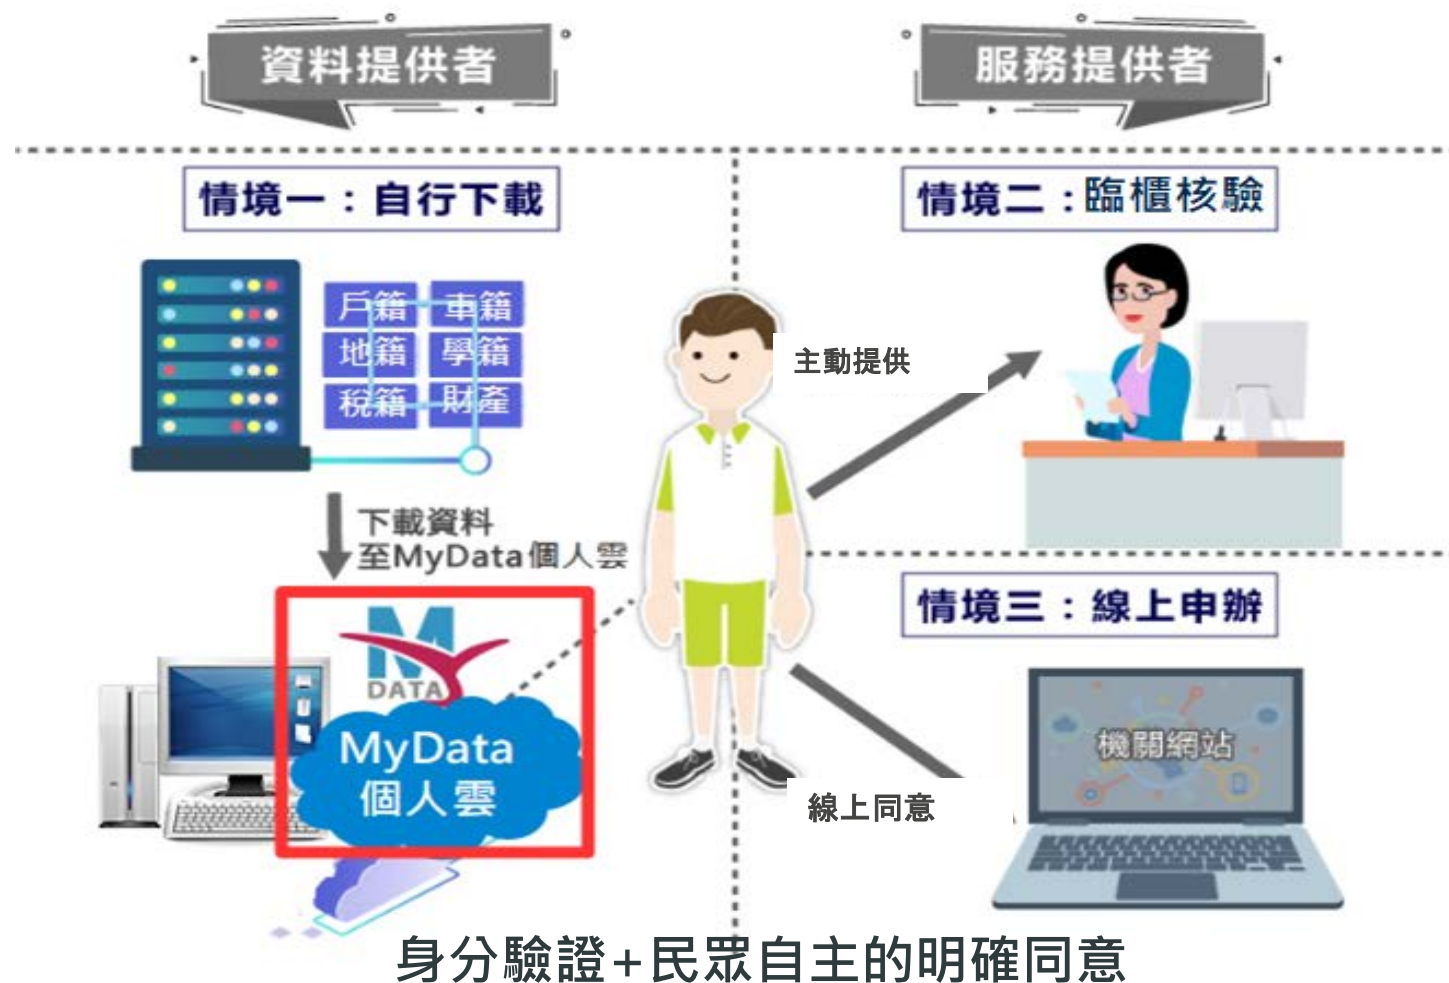 資料提供者
服務提供者
情境一：自行下載
情境二：臨櫃核驗
戶籍 車籍
地籍 學籍
稅籍 財產
主動提供
下載資料
至MyData個人雲
情境三：線上申辦
M
DATA
MyData
個人雲
機關網站
線上同意
身分驗證+民眾自主的明確同意